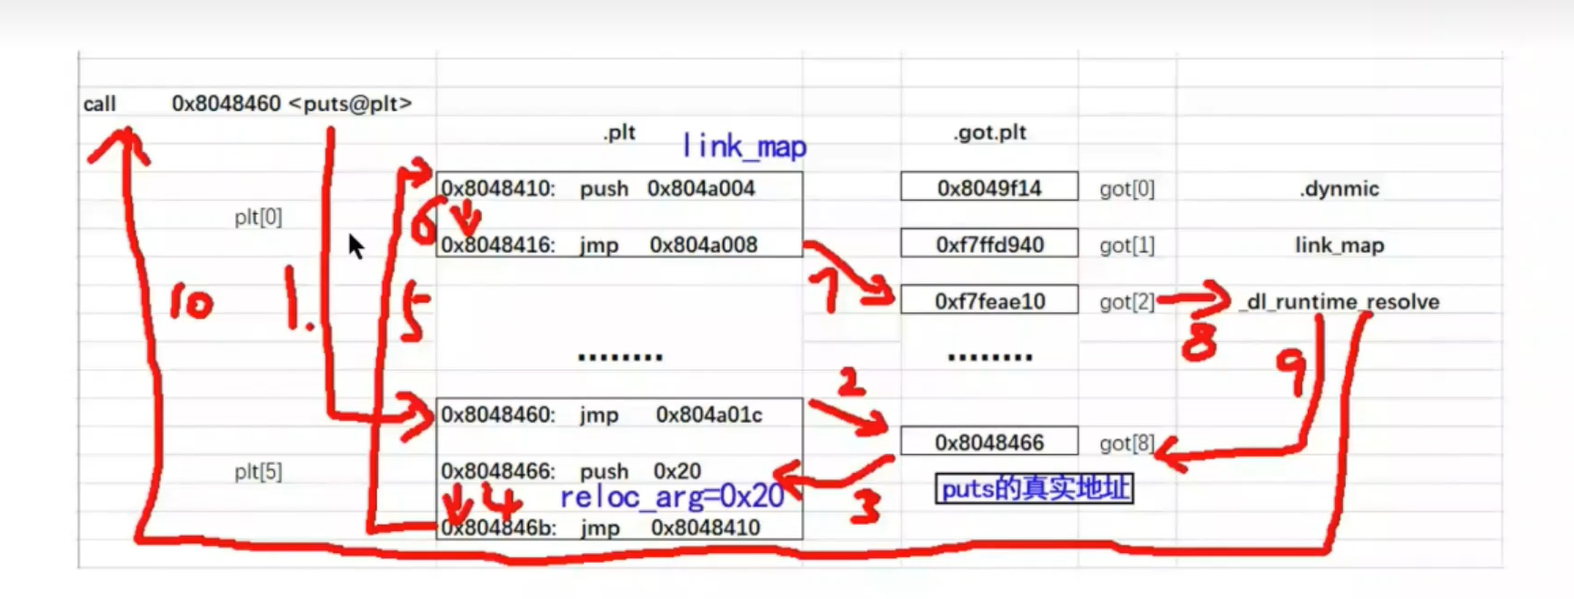 call 0x8048460 <puts@plt>
.plt
link_map
.got.plt
0x8048410: push 0x804a004
0x8049f14 got[0] .dynmic
plt[0]
6
0x8048416: jmp 0x804a008
0xf7ffd940 got[1] link_map
7
10
1.
5
0xf7feae10 got[2] _dl_runtime_resolve
8
........
........
9
2
0x8048460: jmp 0x804a01c
0x8048466 got[8]
plt[5]
0x8048466: push 0x20
puts的真实地址
4
reloc_arg=0x20
3
0x804846b: jmp 0x8048410